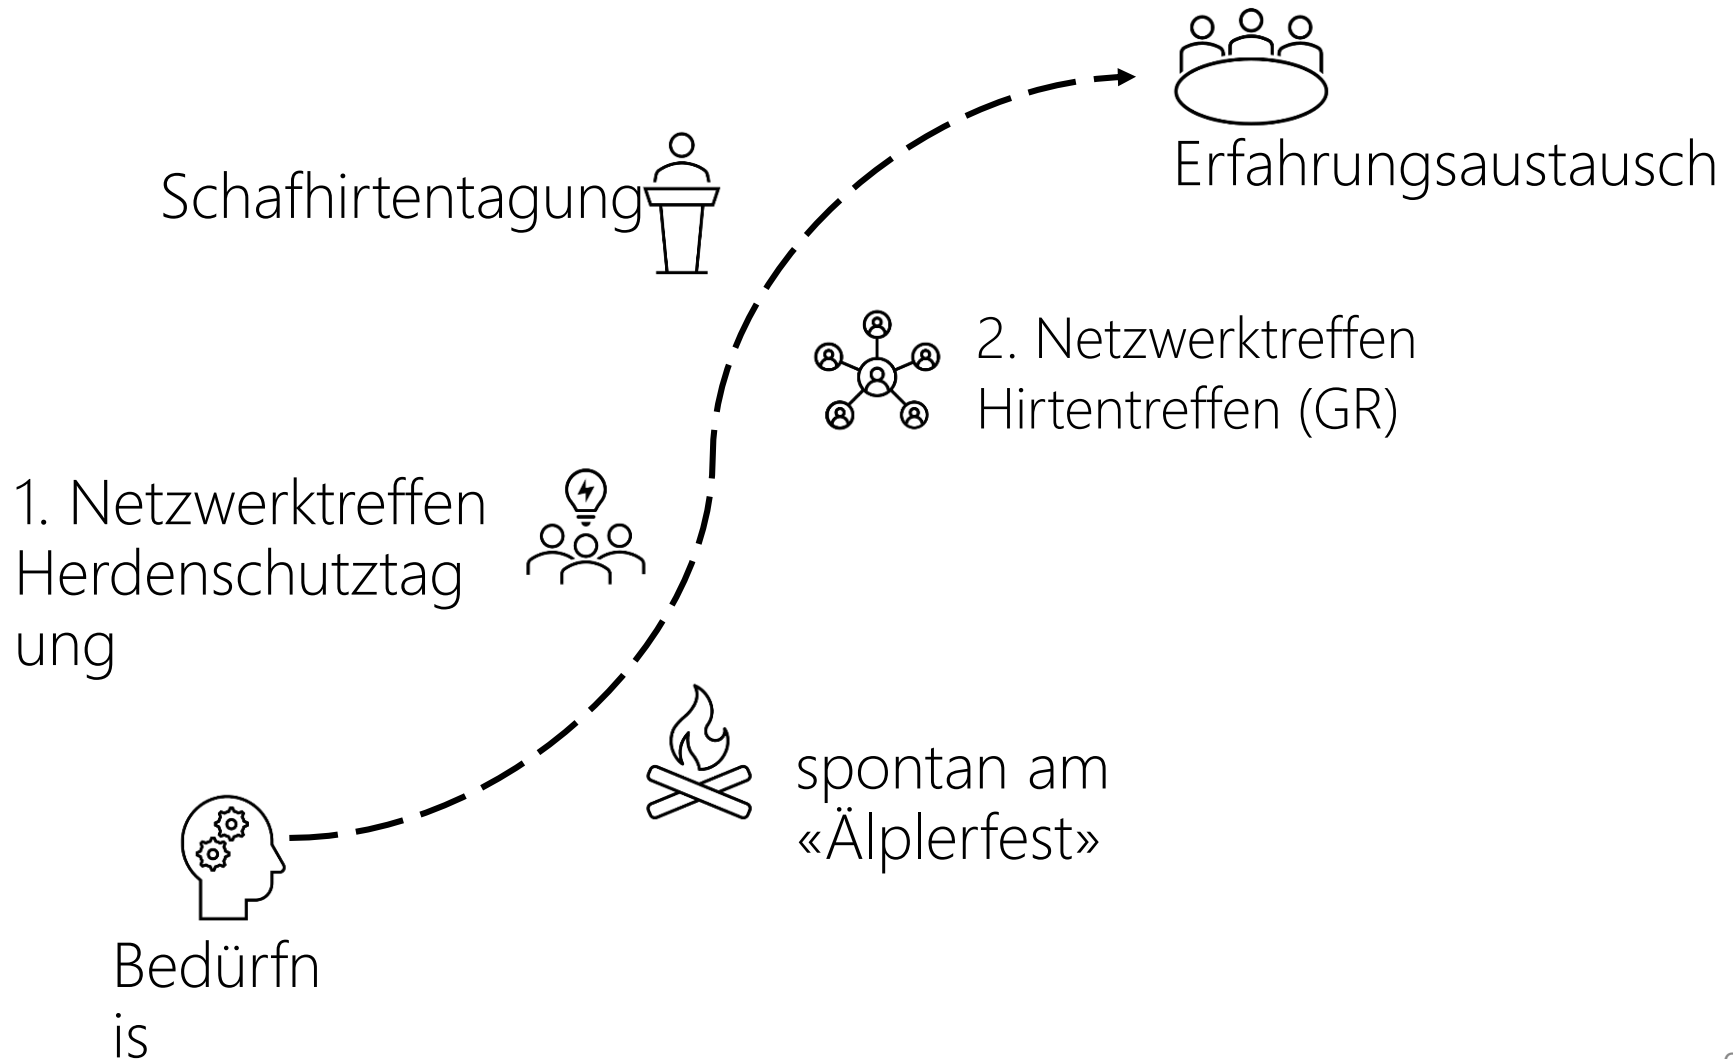 Erfahrungsaustausch
Schafhirtentagung
2. Netzwerktreffen
Hirtentreffen (GR)
1. Netzwerktreffen
Herdenschutztag
ung
spontan am
«Älplerfest»
Bedürfn
is